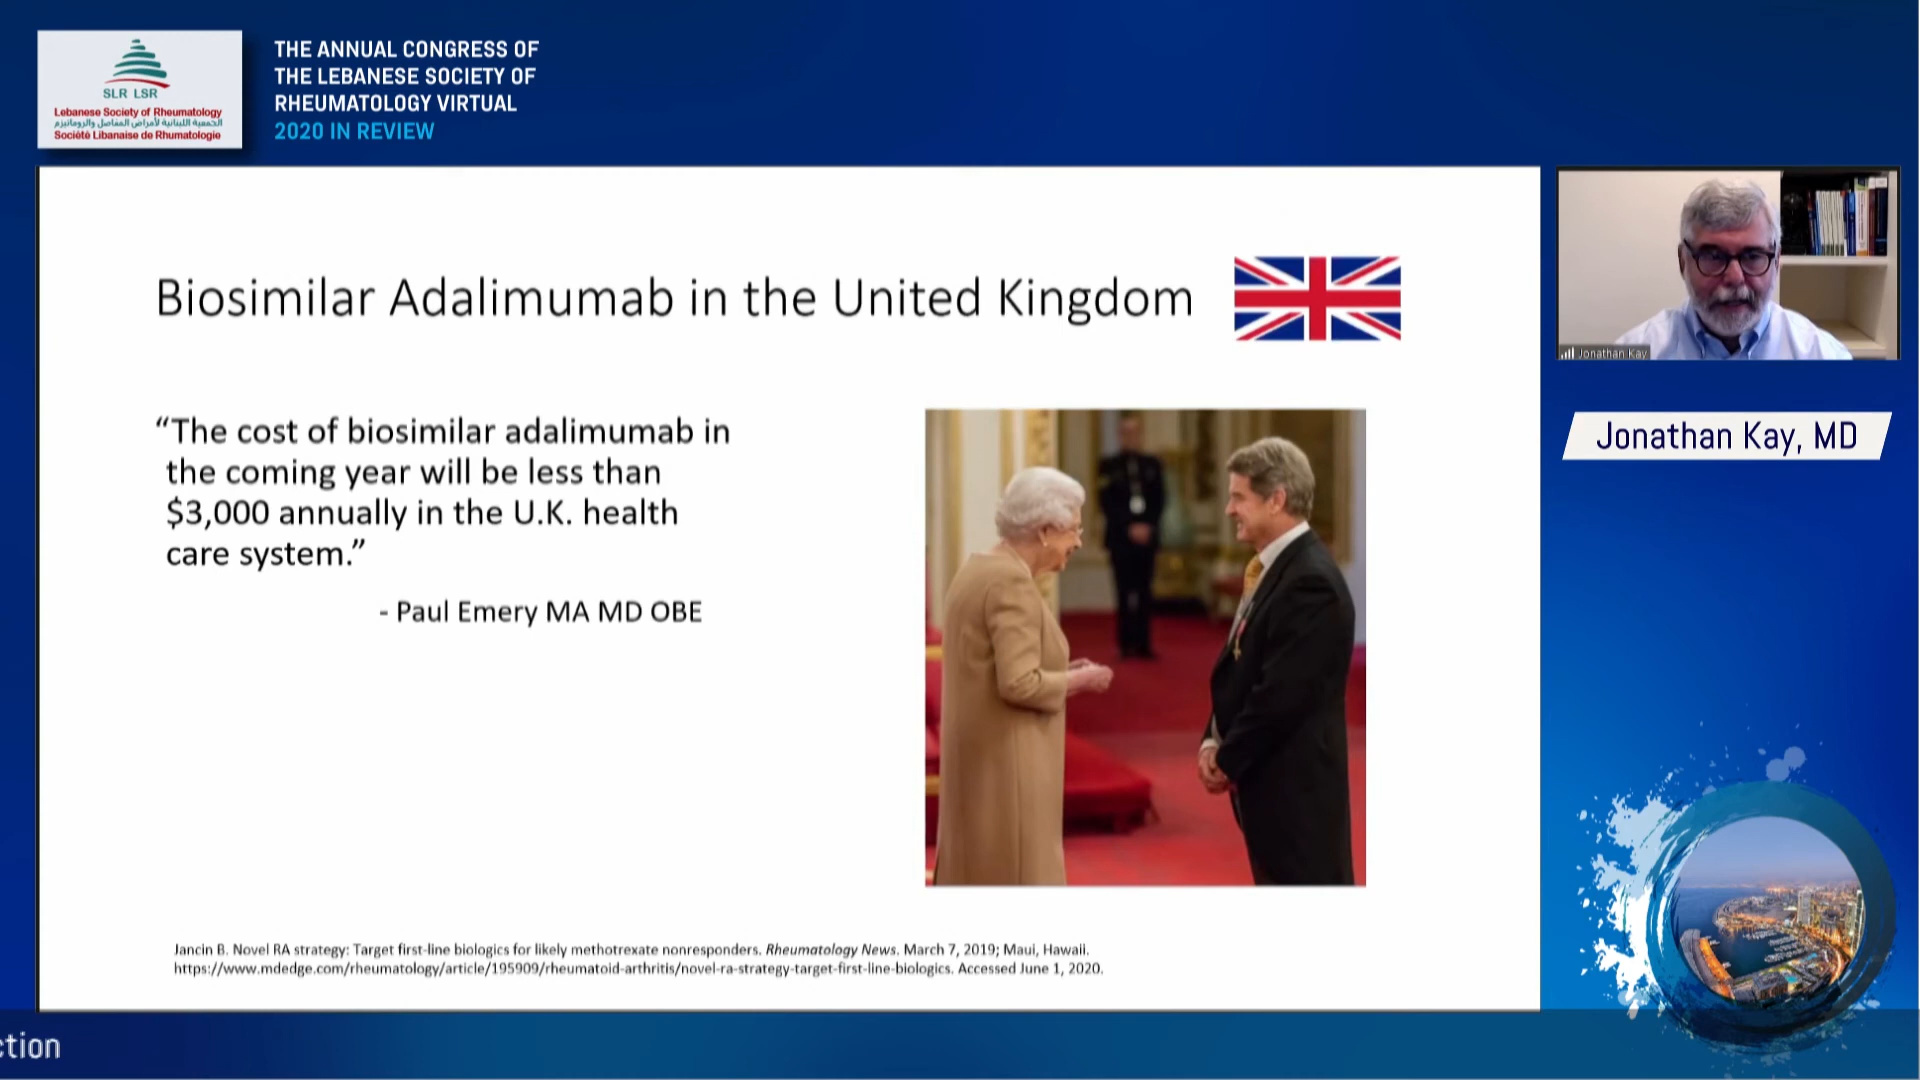 SLR LSR
Lebanese Society of Rheumatology
الجمعية اللبنانية لأمراض المفاصل والروماتيزم
Société Libanaise de Rhumatologie
THE ANNUAL CONGRESS OF
THE LEBANESE SOCIETY OF
RHEUMATOLOGY VIRTUAL
2020 IN REVIEW
Biosimilar Adalimumab in the United Kingdom
“The cost of biosimilar adalimumab in
the coming year will be less than
$3,000 annually in the U.K. health
care system.”
- Paul Emery MA MD OBE
Jancin B. Novel RA strategy: Target first-line biologics for likely methotrexate nonresponders. Rheumatology News. March 7, 2019; Maui, Hawaii.
https://www.mdedge.com/rheumatology/article/195909/rheumatoid-arthritis/novel-ra-strategy-target-first-line-biologics. Accessed June 1, 2020.
Jonathan Kay
Jonathan Kay, MD
ction